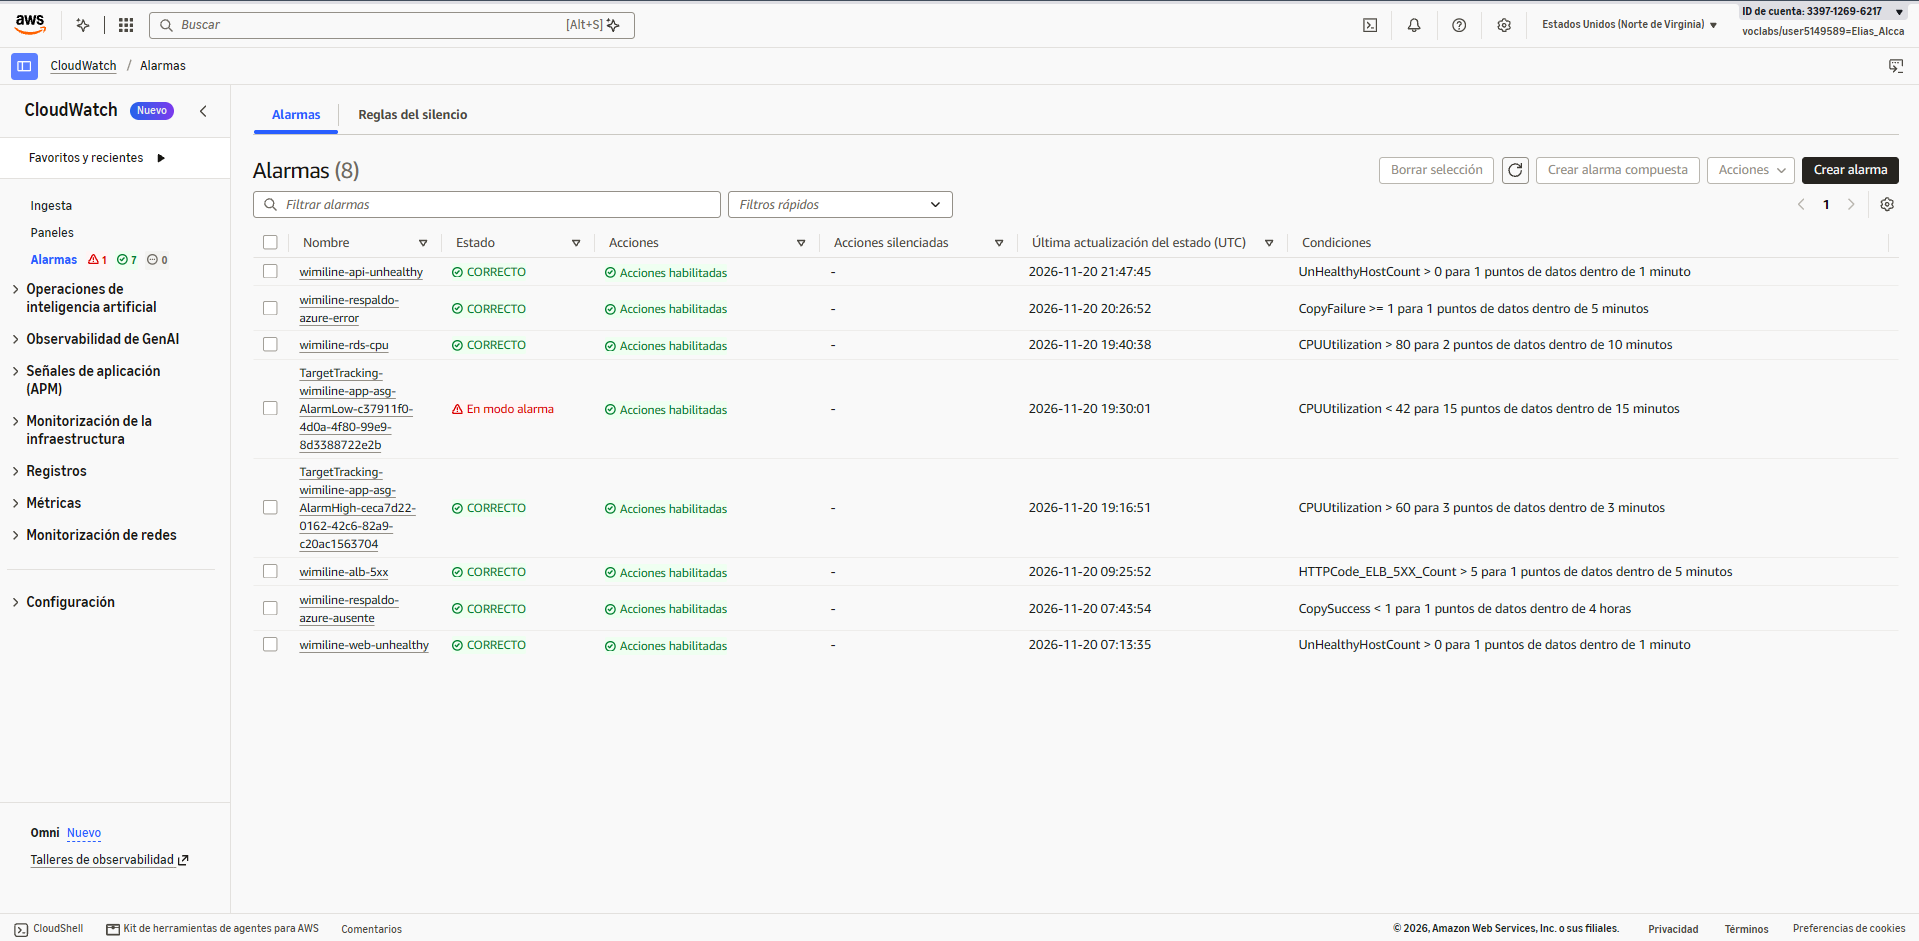 aws
Buscar [Alt+S]
Estados Unidos (Norte de Virginia)
ID de cuenta: 3397-1269-6217
voclabs/user5149589=Elias_Alcca
CloudWatch / Alarmas
CloudWatch Nuevo
Favoritos y recientes
Ingesta
Paneles
Alarmas 1 7 0
Operaciones de
inteligencia artificial
Observabilidad de GenAI
Señales de aplicación
(APM)
Monitorización de la
infraestructura
Registros
Métricas
Monitorización de redes
Configuración
Omni Nuevo
Talleres de observabilidad
Alarmas Reglas del silencio
Alarmas (8)
Borrar selección Crear alarma compuesta Acciones Crear alarma
Filtrar alarmas Filtros rápidos 1
Nombre Estado Acciones Acciones silenciadas Última actualización del estado (UTC) Condiciones
wimiline-api-unhealthy CORRECTO Acciones habilitadas - 2026-11-20 21:47:45 UnHealthyHostCount > 0 para 1 puntos de datos dentro de 1 minuto
wimiline-respaldo-
azure-error CORRECTO Acciones habilitadas - 2026-11-20 20:26:52 CopyFailure >= 1 para 1 puntos de datos dentro de 5 minutos
wimiline-rds-cpu CORRECTO Acciones habilitadas - 2026-11-20 19:40:38 CPUUtilization > 80 para 2 puntos de datos dentro de 10 minutos
TargetTracking-
wimiline-app-asg-
AlarmLow-c37911f0-
4d0a-4f80-99e9-
8d3388722e2b En modo alarma Acciones habilitadas - 2026-11-20 19:30:01 CPUUtilization < 42 para 15 puntos de datos dentro de 15 minutos
TargetTracking-
wimiline-app-asg-
AlarmHigh-ceca7d22-
0162-42c6-82a9-
c20ac1563704 CORRECTO Acciones habilitadas - 2026-11-20 19:16:51 CPUUtilization > 60 para 3 puntos de datos dentro de 3 minutos
wimiline-alb-5xx CORRECTO Acciones habilitadas - 2026-11-20 09:25:52 HTTPCode_ELB_5XX_Count > 5 para 1 puntos de datos dentro de 5 minutos
wimiline-respaldo-
azure-ausente CORRECTO Acciones habilitadas - 2026-11-20 07:43:54 CopySuccess < 1 para 1 puntos de datos dentro de 4 horas
wimiline-web-unhealthy CORRECTO Acciones habilitadas - 2026-11-20 07:13:35 UnHealthyHostCount > 0 para 1 puntos de datos dentro de 1 minuto
CloudShell Kit de herramientas de agentes para AWS Comentarios
© 2026, Amazon Web Services, Inc. o sus filiales. Privacidad Términos Preferencias de cookies